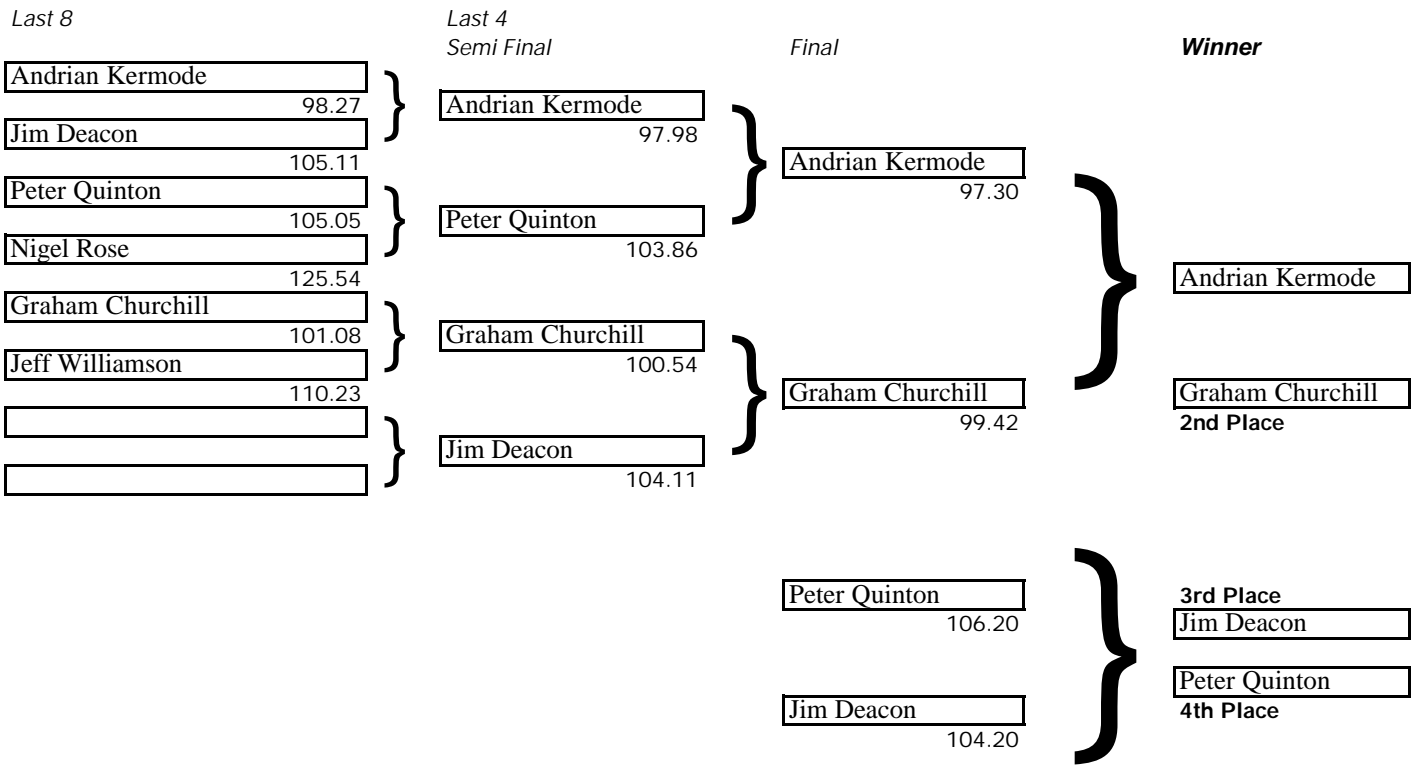 Last 8
Last 4
Semi Final
Final
Winner
Andrian Kermode
98.27
Jim Deacon
105.11
Peter Quinton
105.05
Nigel Rose
125.54
Graham Churchill
101.08
Jeff Williamson
110.23
Andrian Kermode
97.98
Peter Quinton
103.86
Graham Churchill
100.54
Jim Deacon
104.11
Andrian Kermode
97.30
Graham Churchill
99.42
Andrian Kermode
Graham Churchill
2nd Place
Peter Quinton
106.20
Jim Deacon
104.20
3rd Place
Jim Deacon
Peter Quinton
4th Place